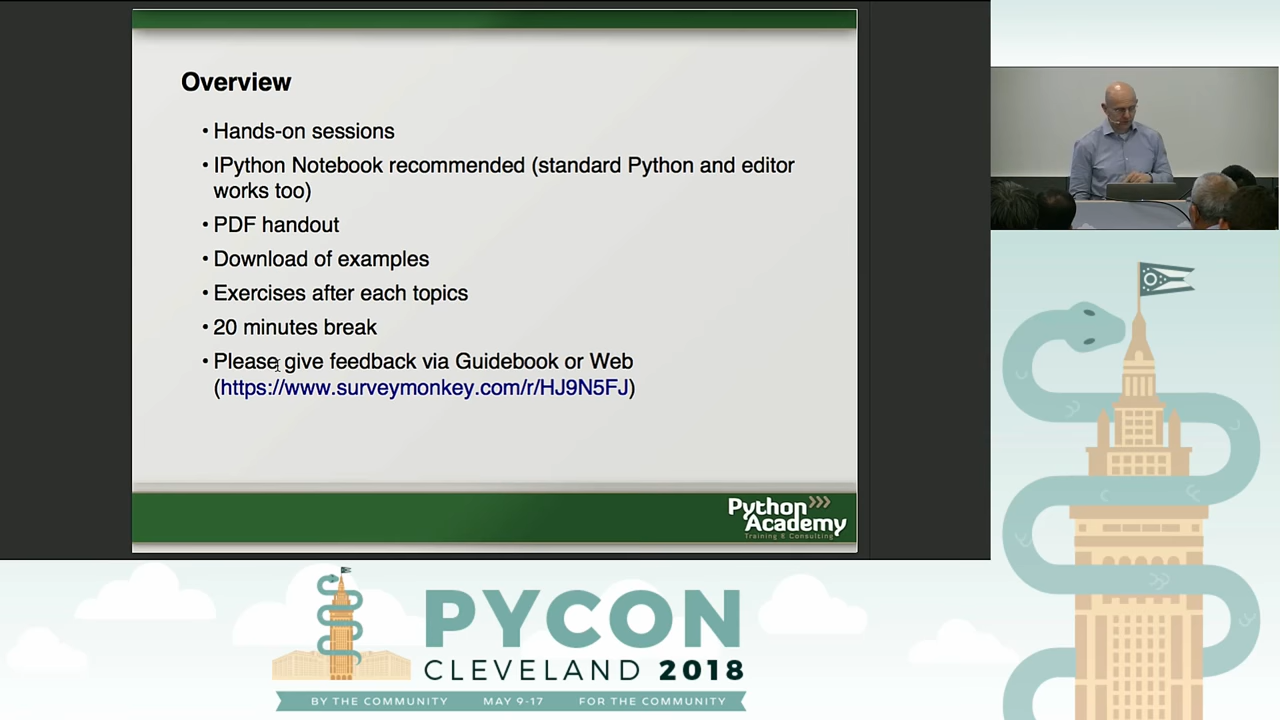 Overview
• Hands-on sessions
• IPython Notebook recommended (standard Python and editor
works too)
• PDF handout
• Download of examples
• Exercises after each topics
• 20 minutes break
• Please give feedback via Guidebook or Web
(https://www.surveymonkey.com/r/HJ9N5FJ)
Python
Academy
Training & Consulting
PYCON
CLEVELAND 2018
BY THE COMMUNITY MAY 9-17 FOR THE COMMUNITY